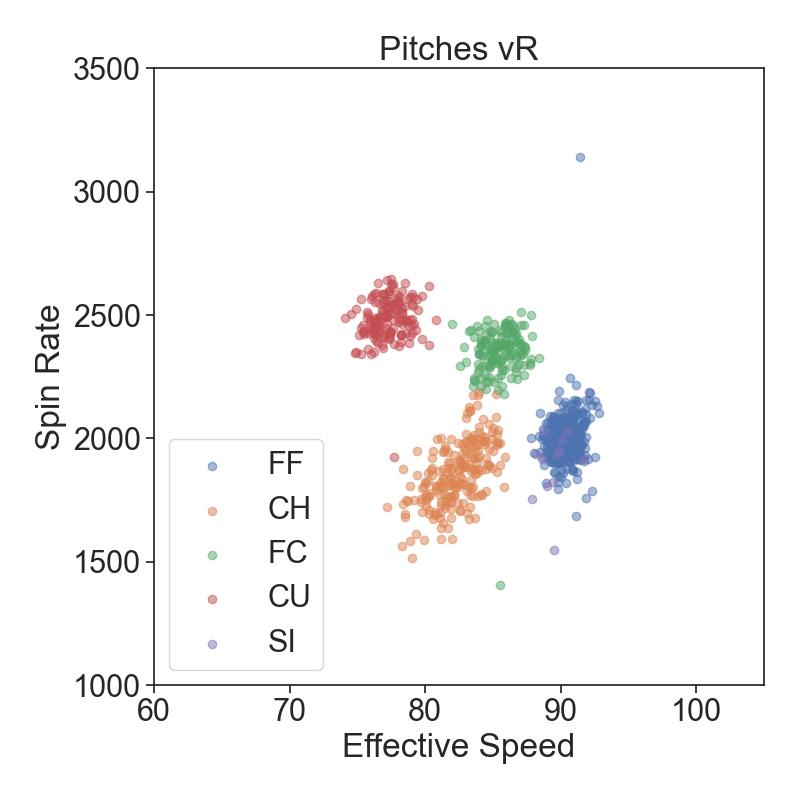 Pitches vR
3500
3000
2500
2000
1500
1000
Spin Rate
FF
CH
FC
CU
SI
60 70 80 90 100
Effective Speed